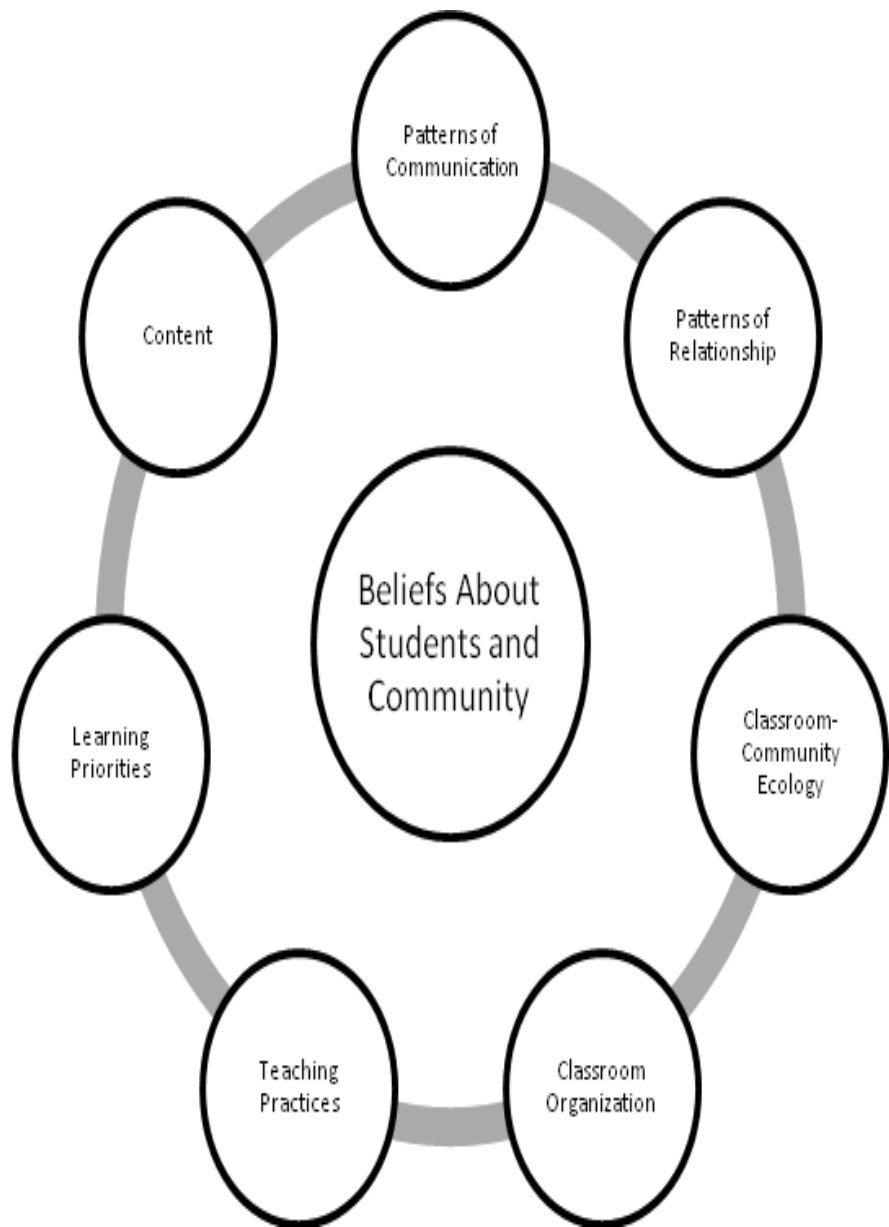 Patterns of
Communication
Patterns of
Relationship
Content
Beliefs About
Students and
Community
Classroom-
Community
Ecology
Learning
Priorities
Teaching
Practices
Classroom
Organization